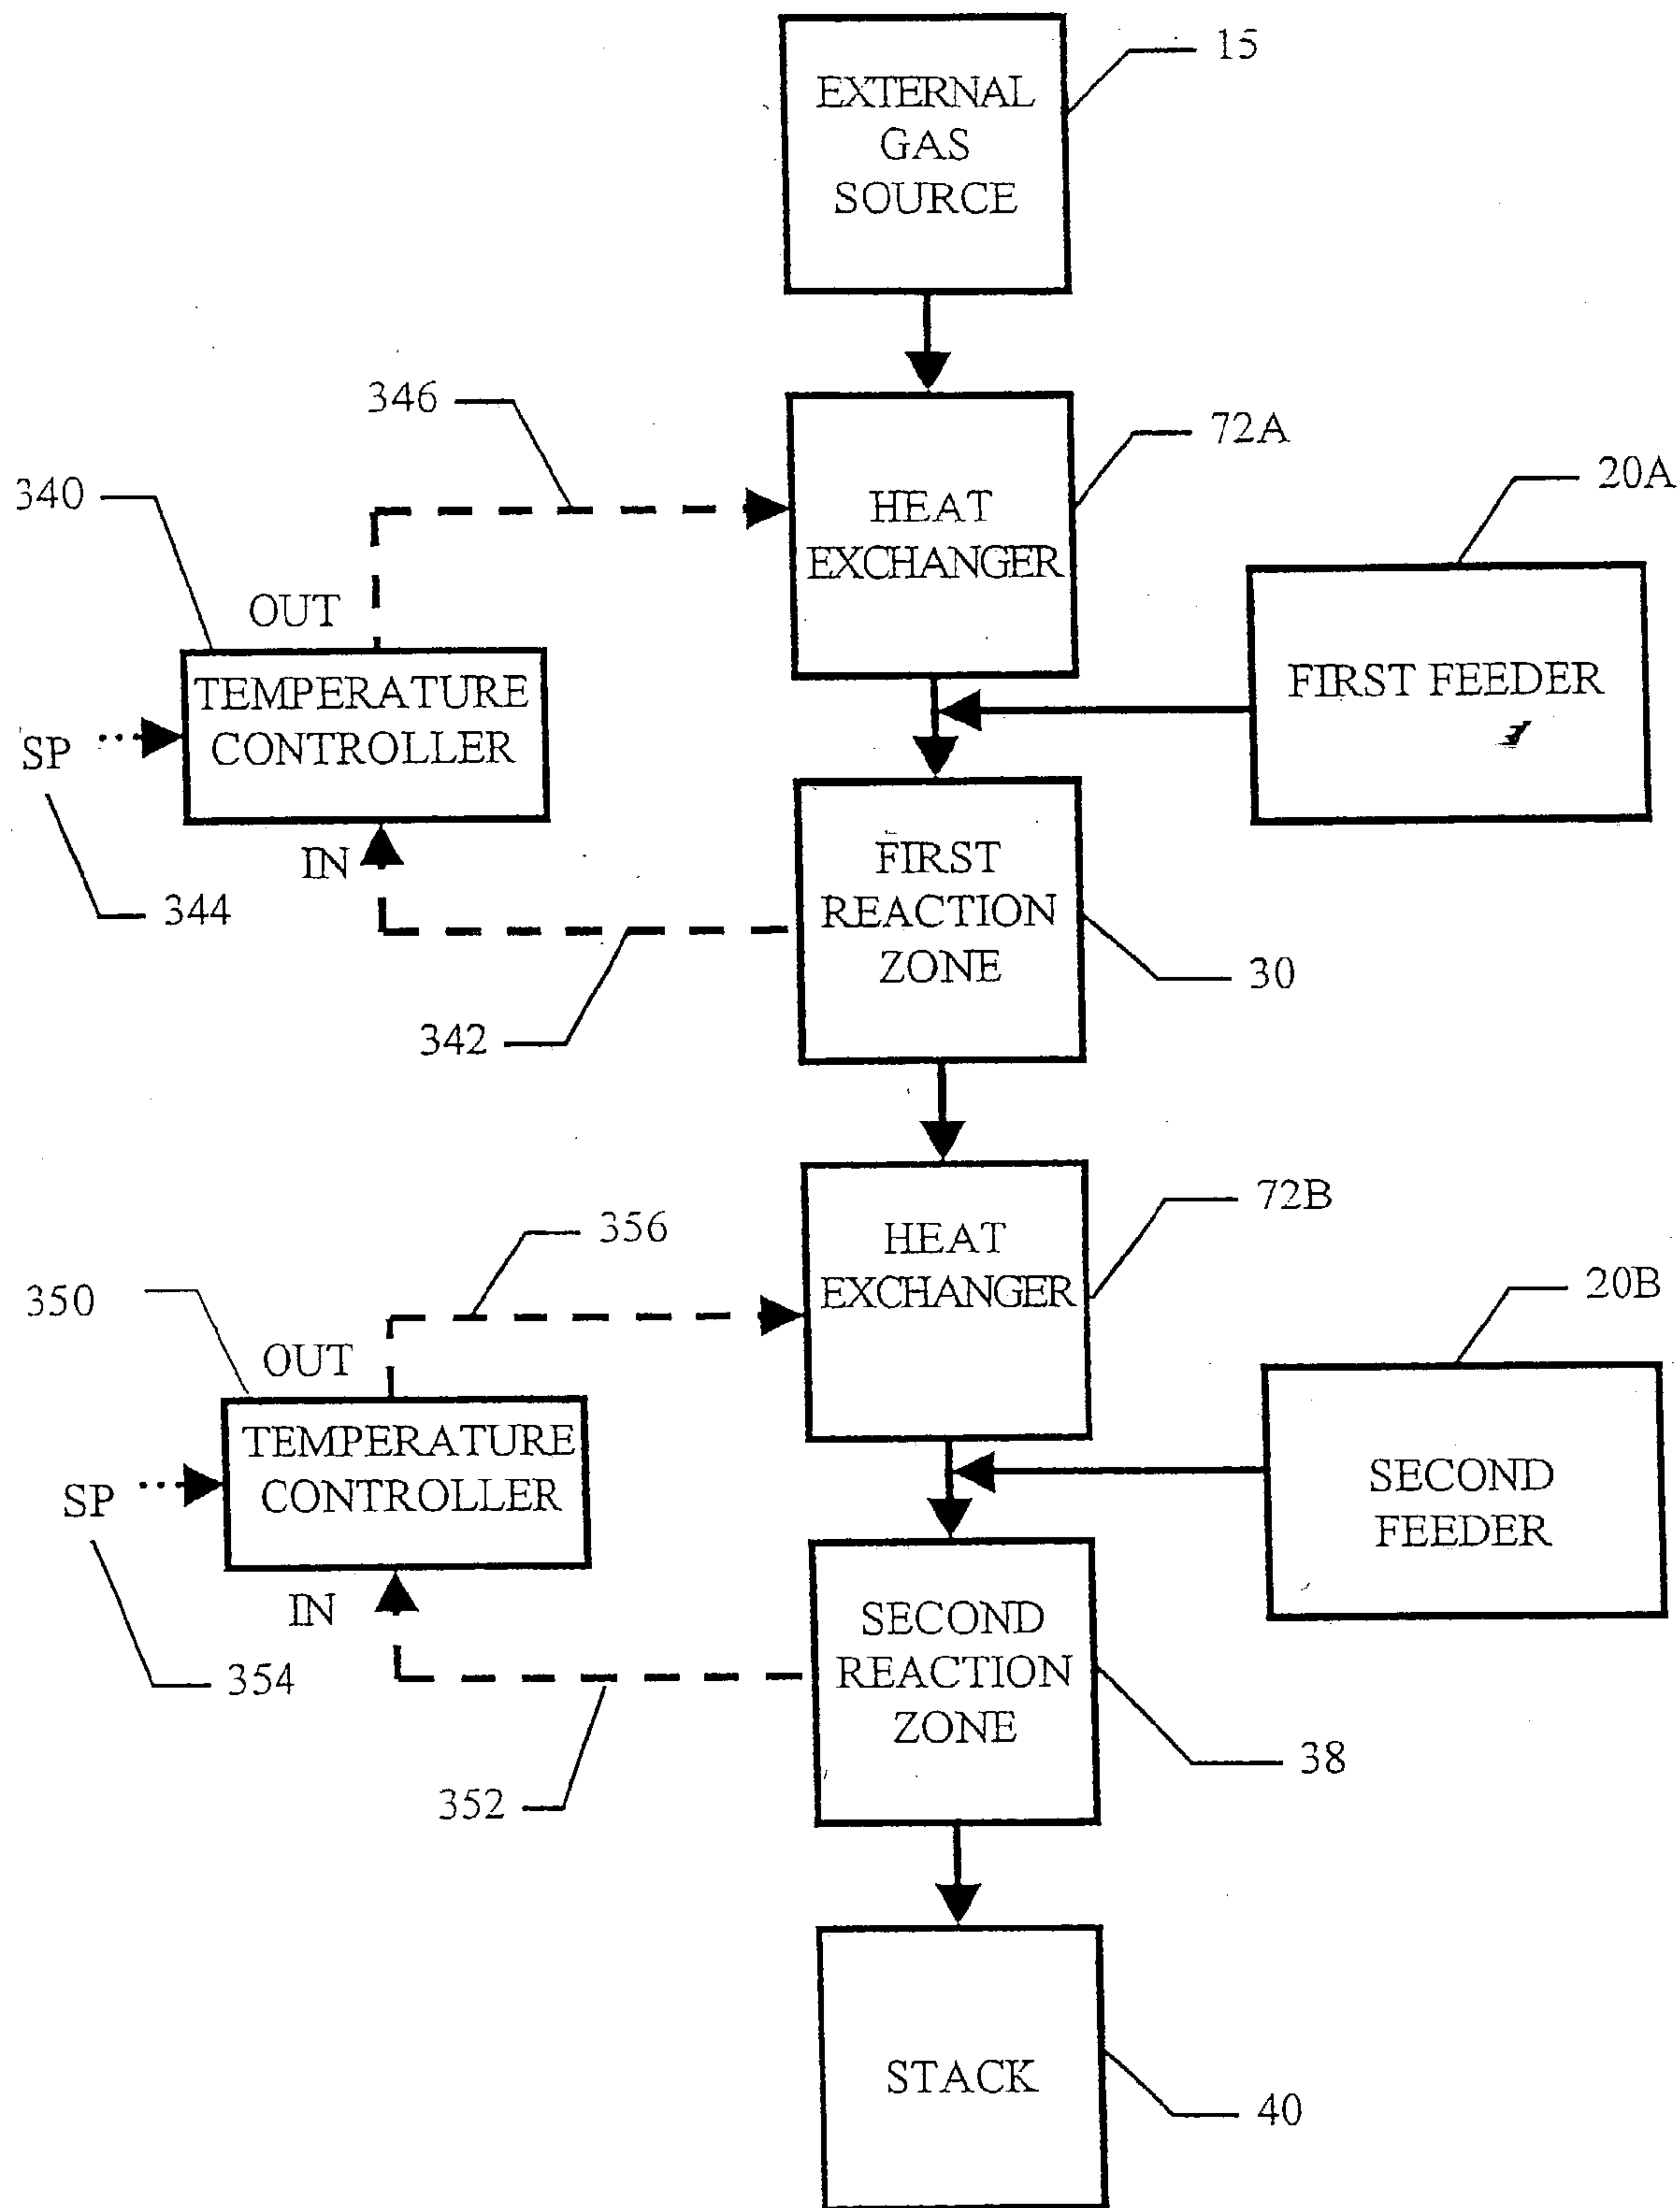 15
EXTERNAL
GAS
SOURCE
346
72A
20A
340
HEAT
EXCHANGER
OUT
FIRST FEEDER
TEMPERATURE
CONTROLLER
SP
IN
FIRST
REACTION
ZONE
344
30
342
72B
356
HEAT
EXCHANGER
20B
350
OUT
TEMPERATURE
CONTROLLER
SP
SECOND
FEEDER
IN
SECOND
REACTION
ZONE
354
38
352
STACK
40